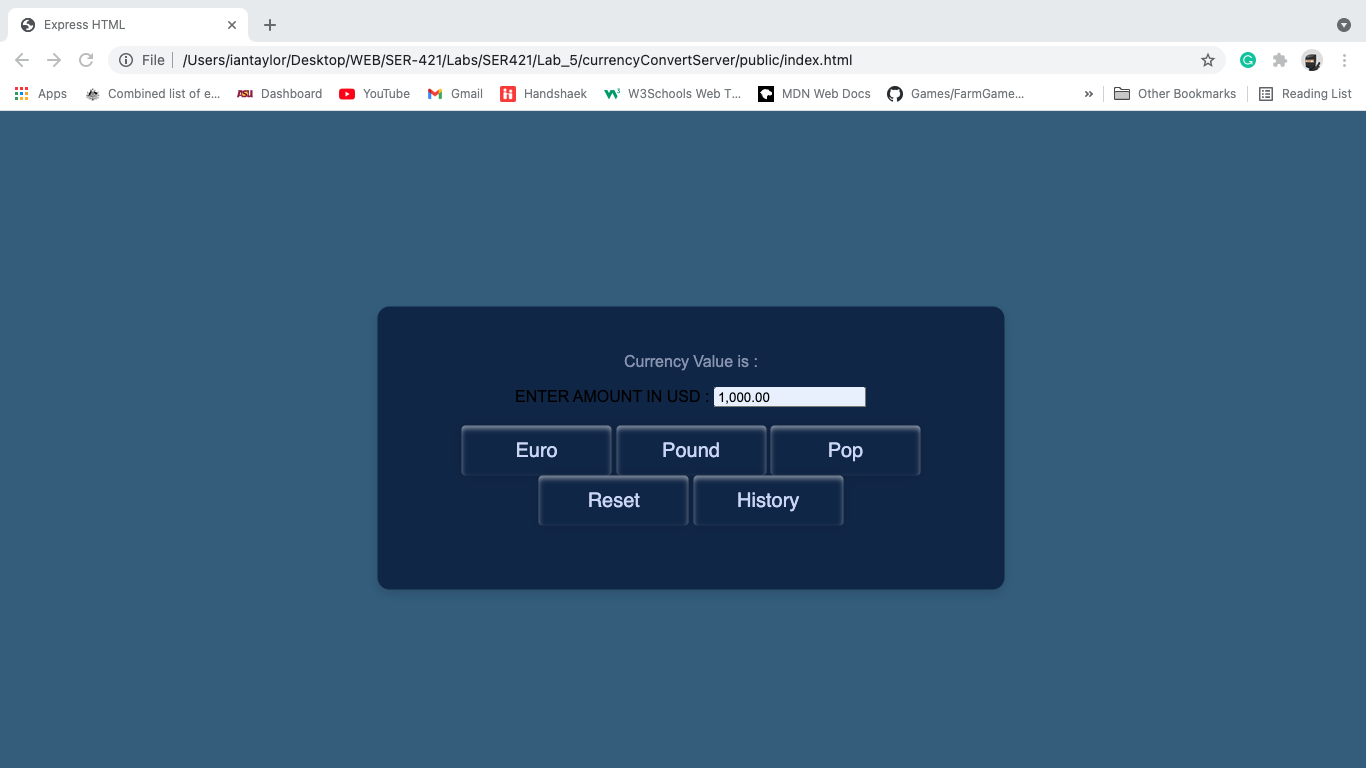 Express HTML
File /Users/iantaylor/Desktop/WEB/SER-421/Labs/SER421/Lab_5/currencyConvertServer/public/index.html
Apps Combined list of e... ASU Dashboard YouTube Gmail Handshaek W3Schools Web T... MDN Web Docs Games/FarmGame... » Other Bookmarks Reading List
Currency Value is :
ENTER AMOUNT IN USD : 1,000.00
Euro Pound Pop
Reset History